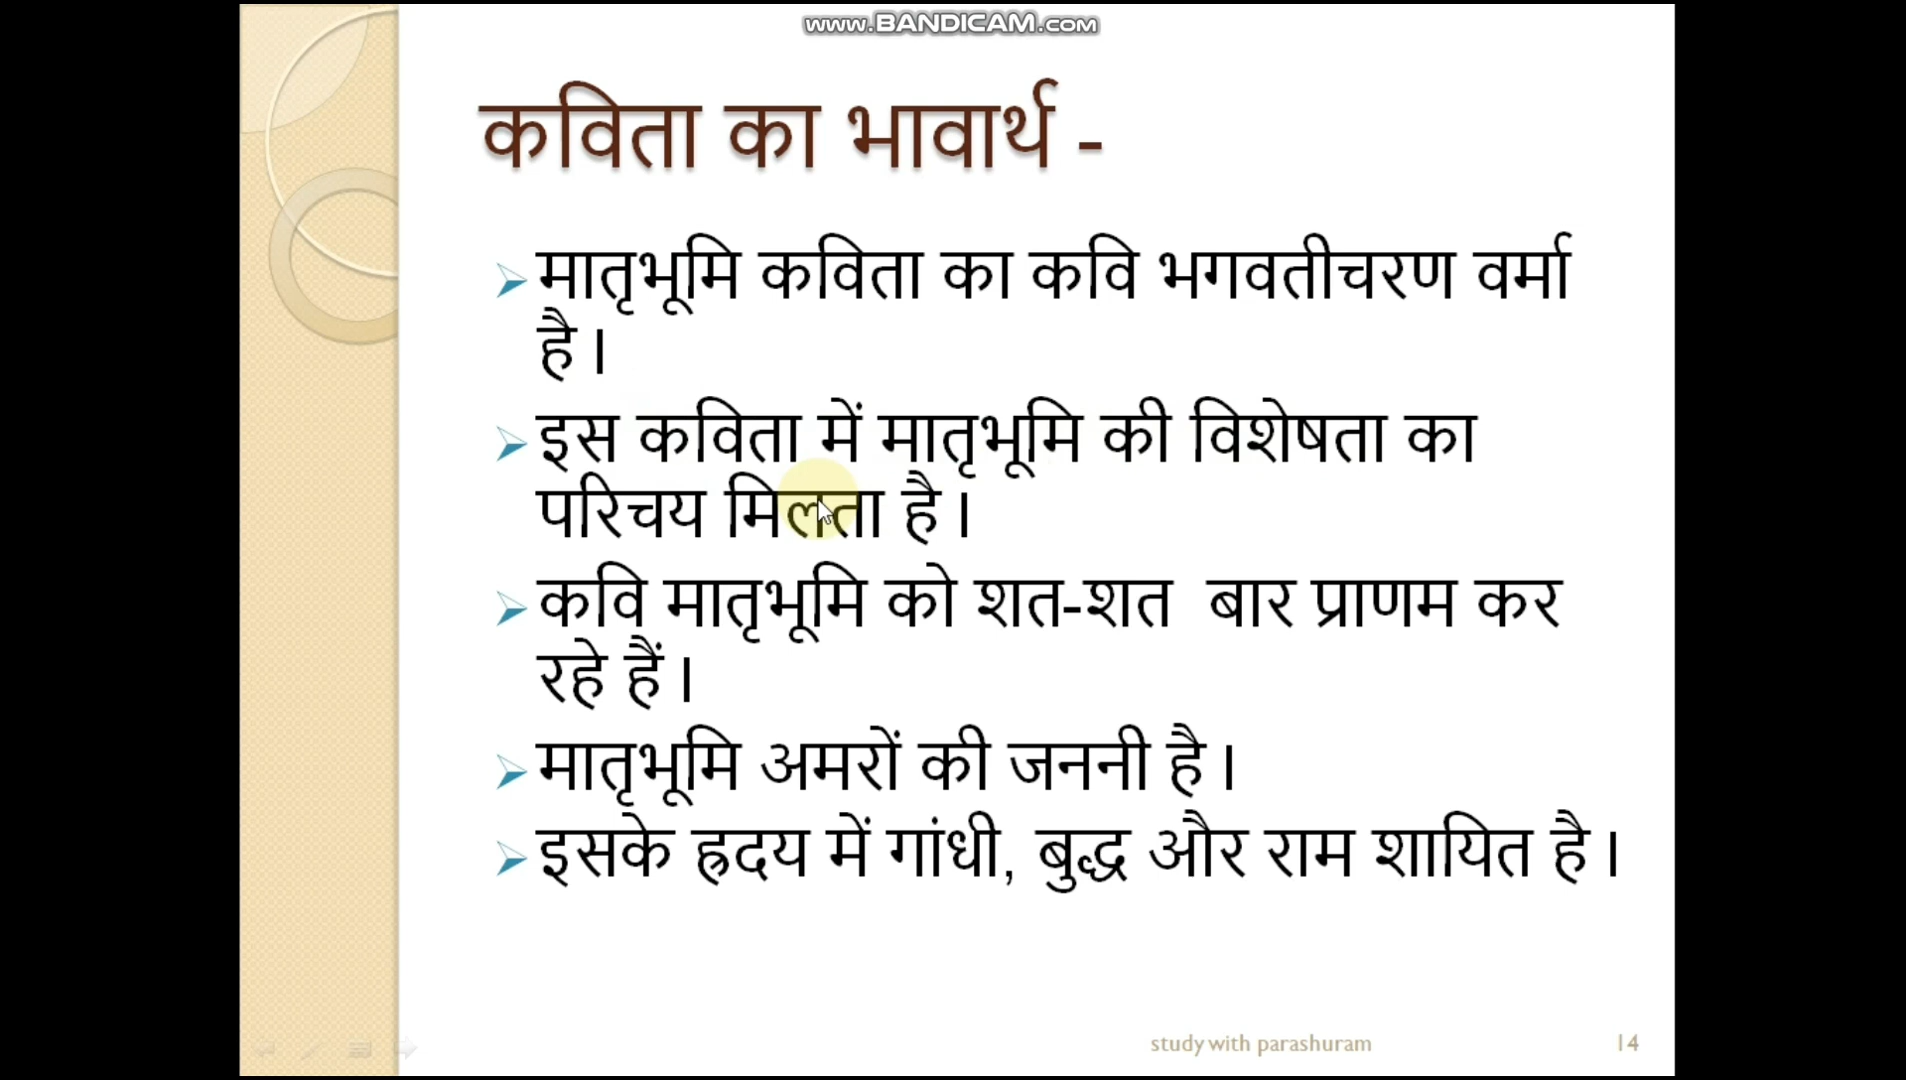 www.BANDICAM.com
कविता का भावार्थ -
मातृभूमि कविता का कवि भगवतीचरण वर्मा
है।
इस कविता में मातृभूमि की विशेषता का
परिचय मिलता है।
कवि मातृभूमि को शत-शत बार प्राणम कर
रहे हैं।
मातृभूमि अमरों की जननी है।
इसके ह्रदय में गांधी, बुद्ध और राम शायित है।
study with parashuram 14